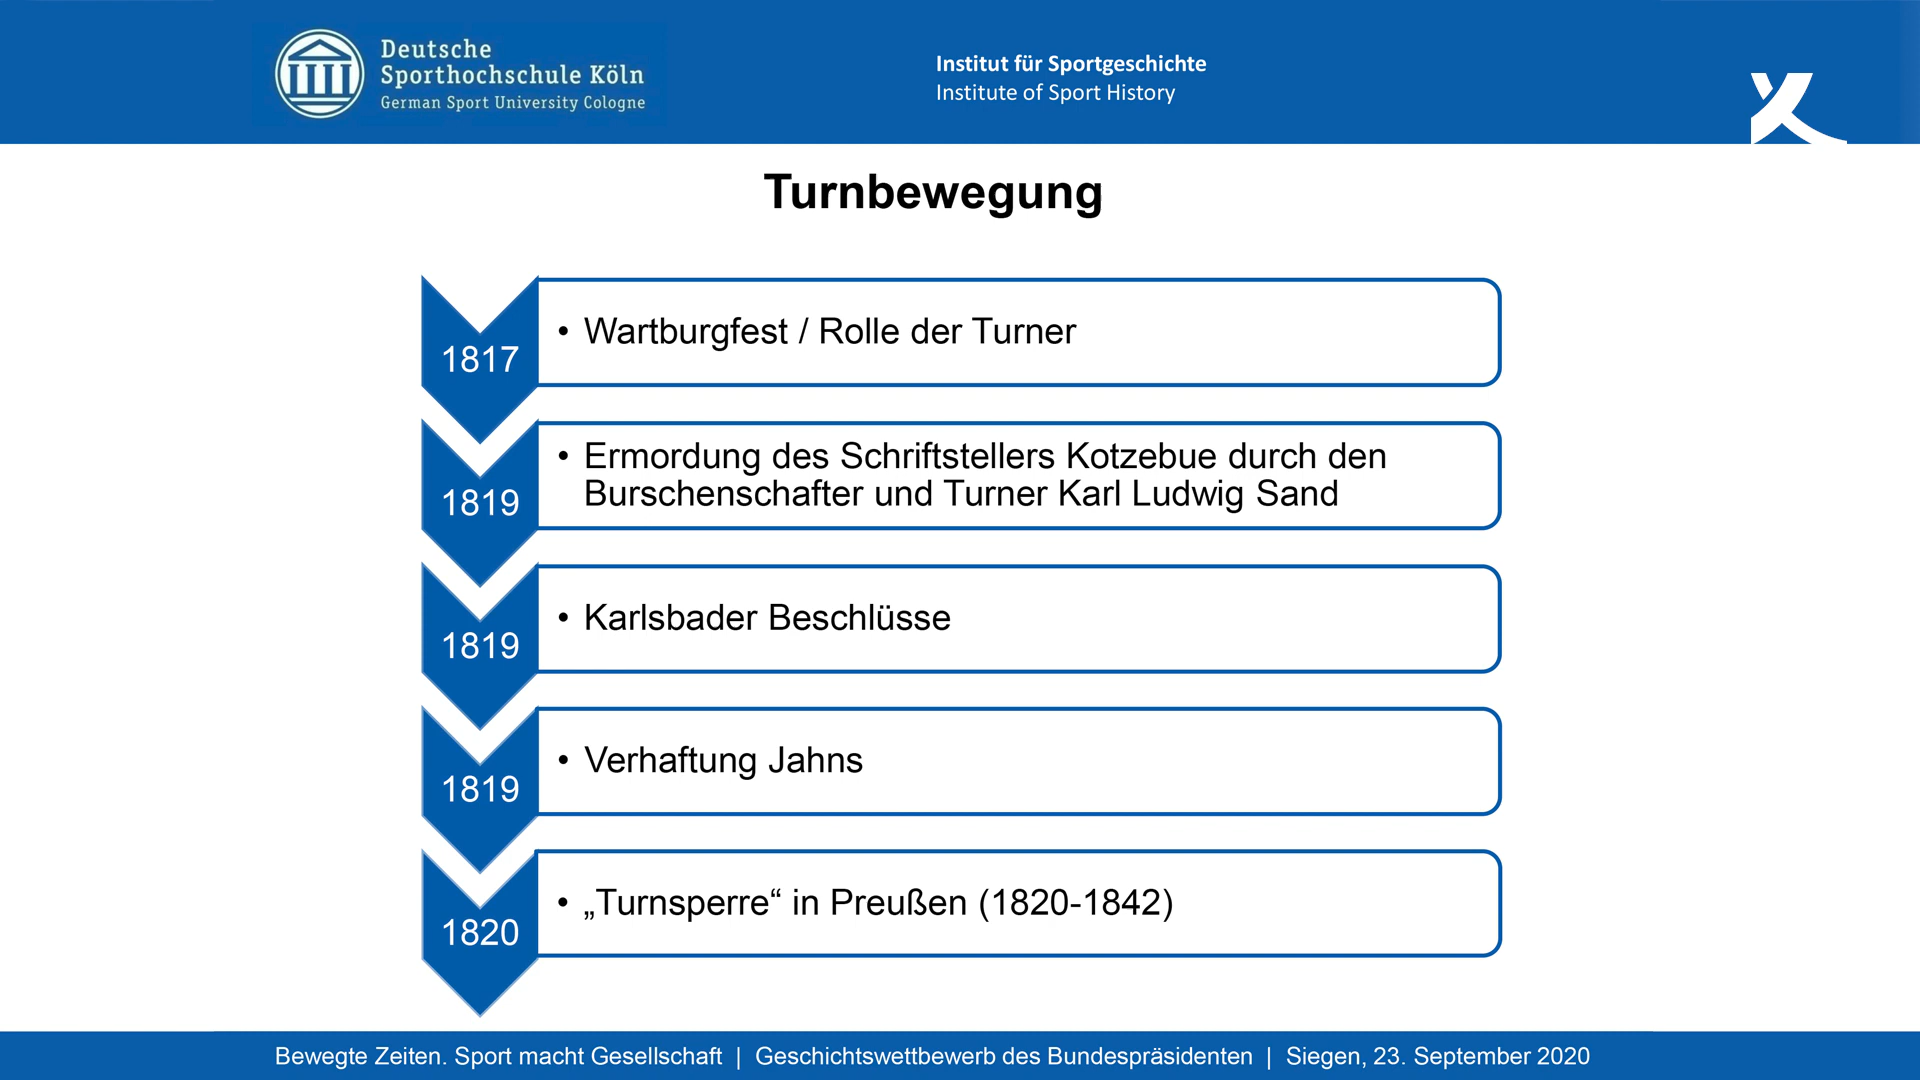 Deutsche
Sporthochschule Köln
German Sport University Cologne
Institut für Sportgeschichte
Institute of Sport History
Turnbewegung
1817
• Wartburgfest / Rolle der Turner
1819
• Ermordung des Schriftstellers Kotzebue durch den
Burschenschafter und Turner Karl Ludwig Sand
1819
• Karlsbader Beschlüsse
1819
• Verhaftung Jahns
1820
• „Turnsperre“ in Preußen (1820-1842)
Bewegte Zeiten. Sport macht Gesellschaft | Geschichtswettbewerb des Bundespräsidenten | Siegen, 23. September 2020